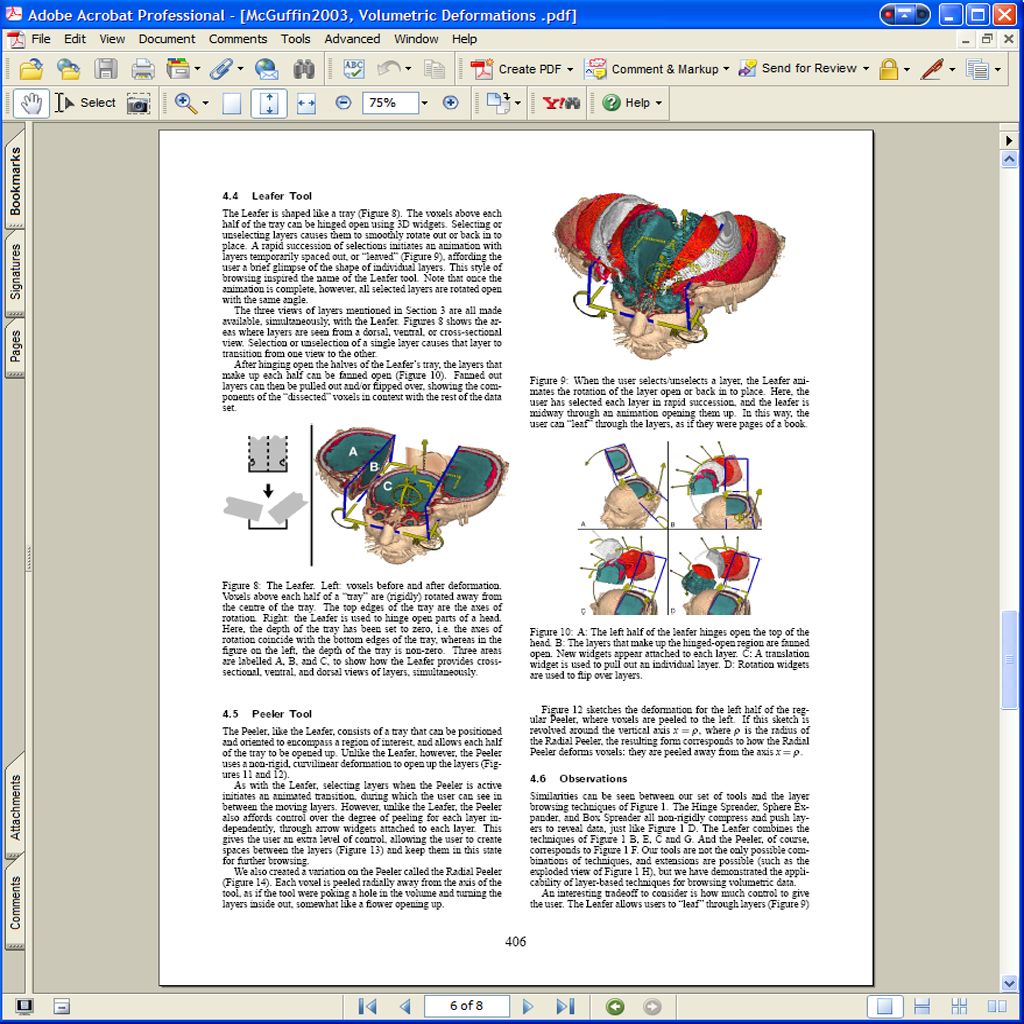 Adobe Acrobat Professional - [McGuffin2003, Volumetric Deformations .pdf]
File Edit View Document Comments Tools Advanced Window Help
Create PDF Comment & Markup Send for Review
Select 75% Y! Help
Bookmarks
Signatures
Pages
Attachments
Comments
4.4 Leafer Tool
The Leafer is shaped like a tray (Figure 8). The voxels above each
half of the tray can be hinged open using 3D widgets. Selecting or
unselecting layers causes them to smoothly rotate out or back in to
place. A rapid succession of selections initiates an animation with
layers temporarily spaced out, or “leaved” (Figure 9), affording the
user a brief glimpse of the shape of individual layers. This style of
browsing inspired the name of the Leafer tool. Note that once the
animation is complete, however, all selected layers are rotated open
with the same angle.
The three views of layers mentioned in Section 3 are all made
available, simultaneously, with the Leafer. Figures 8 shows the ar-
eas where layers are seen from a dorsal, ventral, or cross-sectional
view. Selection or unselection of a single layer causes that layer to
transition from one view to the other.
After hinging open the halves of the Leafer's tray, the layers that
make up each half can be fanned open (Figure 10). Fanned out
layers can then be pulled out and/or flipped over, showing the com-
ponents of the “dissected” voxels in context with the rest of the data
set.
A
B
C
Figure 8: The Leafer. Left: voxels before and after deformation.
Voxels above each half of a “tray” are (rigidly) rotated away from
the centre of the tray. The top edges of the tray are the axes of
rotation. Right: the Leafer is used to hinge open parts of a head.
Here, the depth of the tray has been set to zero, i.e. the axes of
rotation coincide with the bottom edges of the tray, whereas in the
figure on the left, the depth of the tray is non-zero. Three areas
are labelled A, B, and C, to show how the Leafer provides cross-
sectional, ventral, and dorsal views of layers, simultaneously.
4.5 Peeler Tool
The Peeler, like the Leafer, consists of a tray that can be positioned
and oriented to encompass a region of interest, and allows each half
of the tray to be opened up. Unlike the Leafer, however, the Peeler
uses a non-rigid, curvilinear deformation to open up the layers (Fig-
ures 11 and 12).
As with the Leafer, selecting layers when the Peeler is active
initiates an animated transition, during which the user can see in
between the moving layers. However, unlike the Leafer, the Peeler
also affords control over the degree of peeling for each layer in-
dependently, through arrow widgets attached to each layer. This
gives the user an extra level of control, allowing the user to create
spaces between the layers (Figure 13) and keep them in this state
for further browsing.
We also created a variation on the Peeler called the Radial Peeler
(Figure 14). Each voxel is peeled radially away from the axis of the
tool, as if the tool were poking a hole in the volume and turning the
layers inside out, somewhat like a flower opening up.
Figure 9: When the user selects/unselects a layer, the Leafer ani-
mates the rotation of the layer open or back in to place. Here, the
user has selected each layer in rapid succession, and the leafer is
midway through an animation opening them up. In this way, the
user can “leaf” through the layers, as if they were pages of a book.
A B
C D
Figure 10: A: The left half of the leafer hinges open the top of the
head. B: The layers that make up the hinged-open region are fanned
open. New widgets appear attached to each layer. C: A translation
widget is used to pull out an individual layer. D: Rotation widgets
are used to flip over layers.
Figure 12 sketches the deformation for the left half of the reg-
ular Peeler, where voxels are peeled to the left. If this sketch is
revolved around the vertical axis x = ρ, where ρ is the radius of
the Radial Peeler, the resulting form corresponds to how the Radial
Peeler deforms voxels: they are peeled away from the axis x = ρ.
4.6 Observations
Similarities can be seen between our set of tools and the layer
browsing techniques of Figure 1. The Hinge Spreader, Sphere Ex-
pander, and Box Spreader all non-rigidly compress and push lay-
ers to reveal data, just like Figure 1 D. The Leafer combines the
techniques of Figure 1 B, E, C and G. And the Peeler, of course,
corresponds to Figure 1 F. Our tools are not the only possible com-
binations of techniques, and extensions are possible (such as the
exploded view of Figure 1 H), but we have demonstrated the appli-
cability of layer-based techniques for browsing volumetric data.
An interesting tradeoff to consider is how much control to give
the user. The Leafer allows users to “leaf” through layers (Figure 9)
406
6 of 8